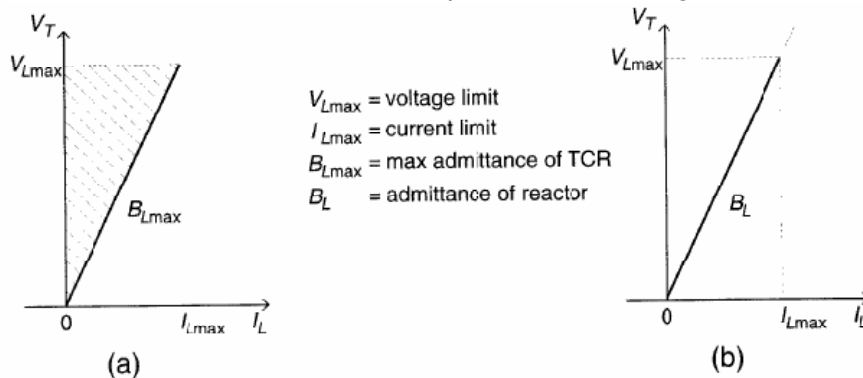 V_T
V_Lmax
B_Lmax
0
I_Lmax
I_L
(a)
V_Lmax = voltage limit
I_Lmax = current limit
B_Lmax = max admittance of TCR
B_L = admittance of reactor
V_T
V_Lmax
B_L
0
I_Lmax
I_L
(b)